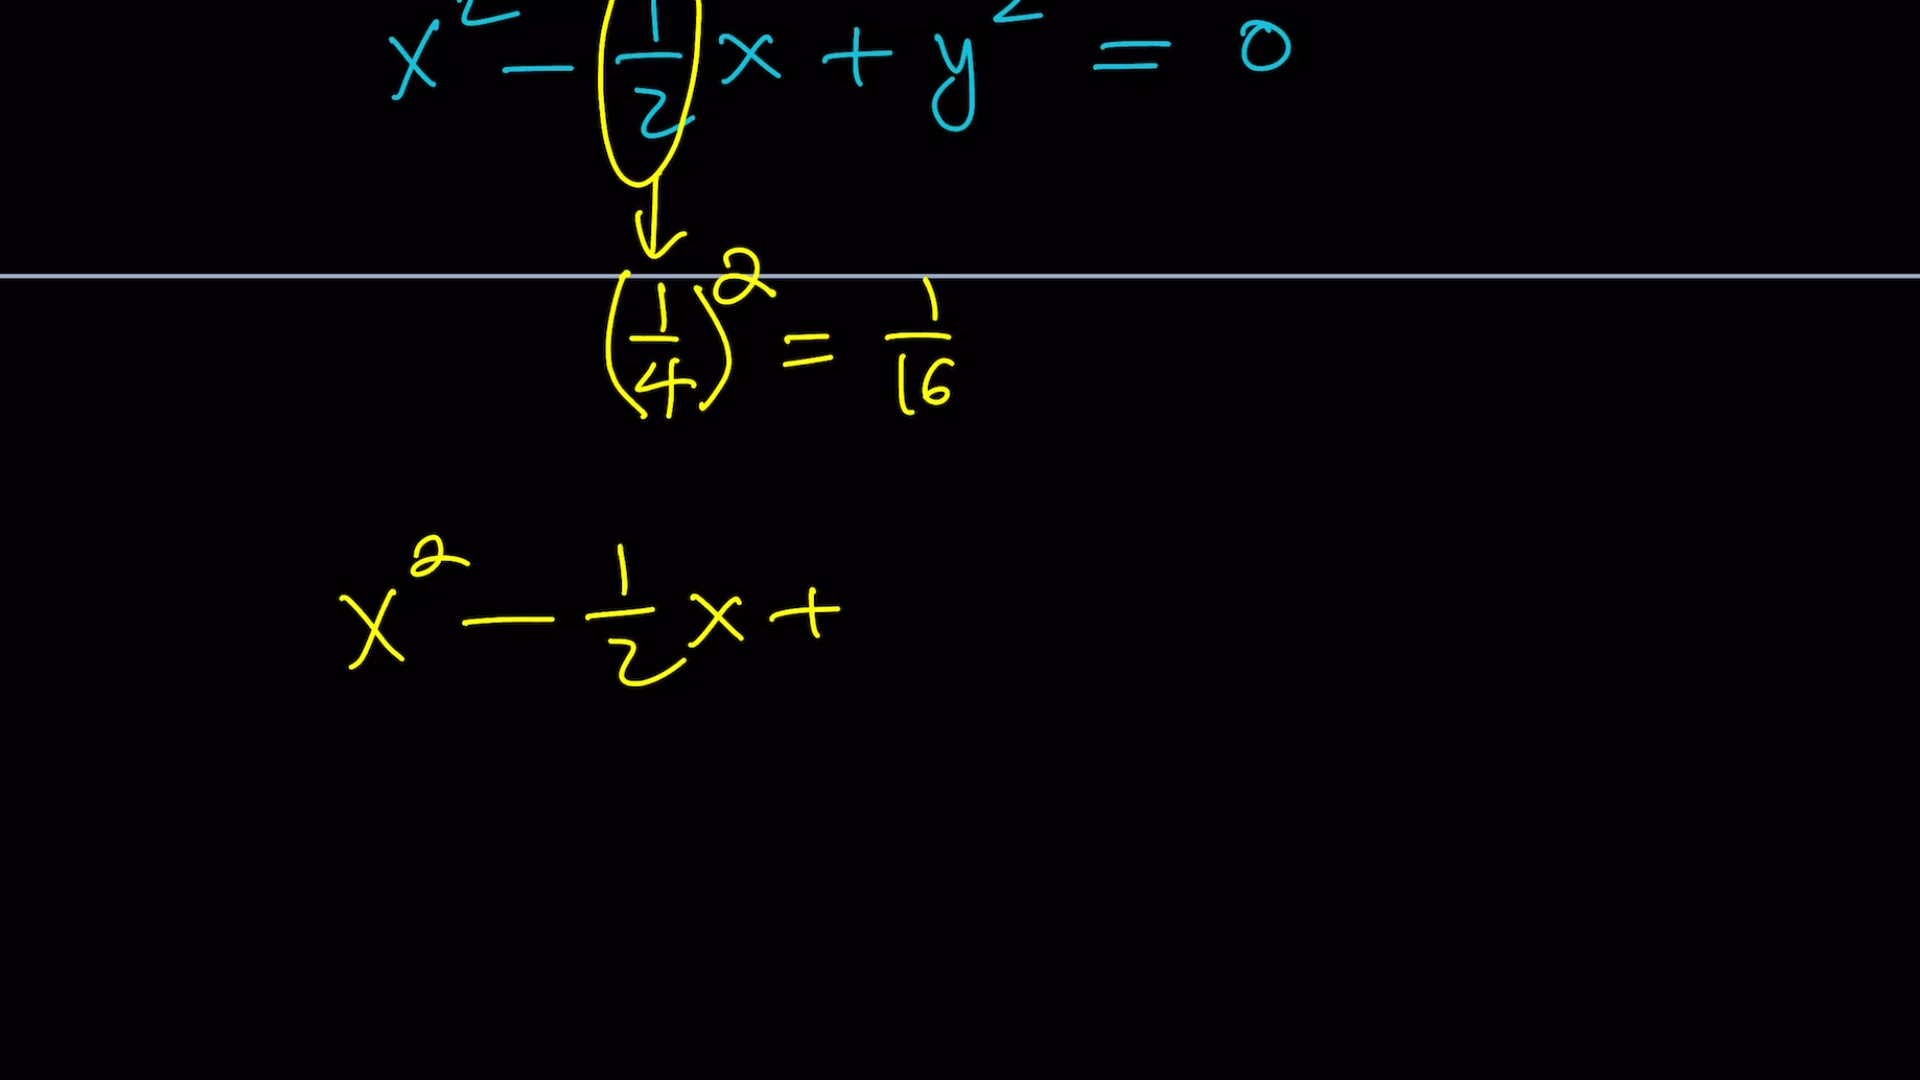 x² - 1/2 x + y² = 0
(1/4)² = 1/16
x² - 1/2 x +